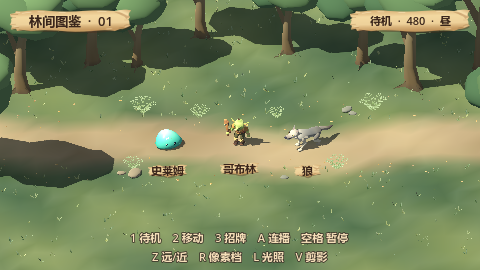 林间图鉴 · 01
待机 · 480 · 昼
史莱姆
哥布林
狼
1 待机 2 移动 3 招牌 A 连播 · 空格 暂停
Z 远/近 R 像素档 L 光照 V 剪影